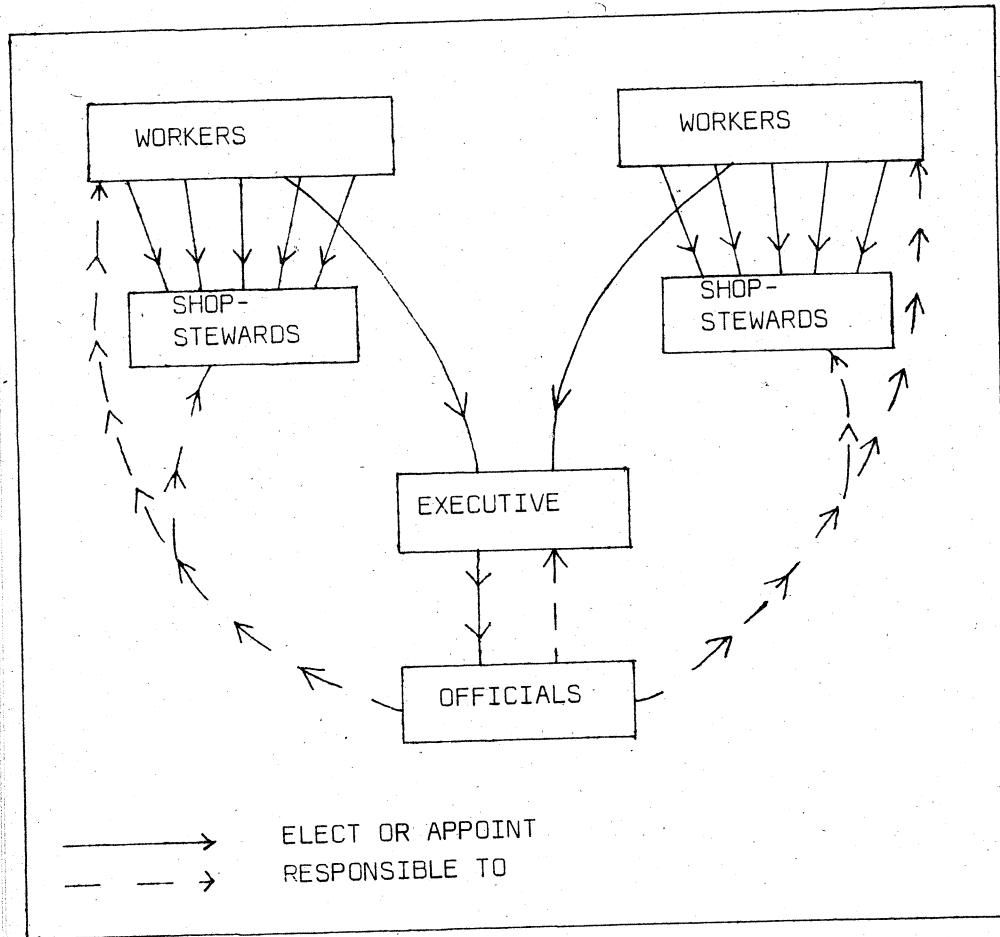 WORKERS
WORKERS
SHOP-
STEWARDS
SHOP-
STEWARDS
EXECUTIVE
OFFICIALS
ELECT OR APPOINT
RESPONSIBLE TO